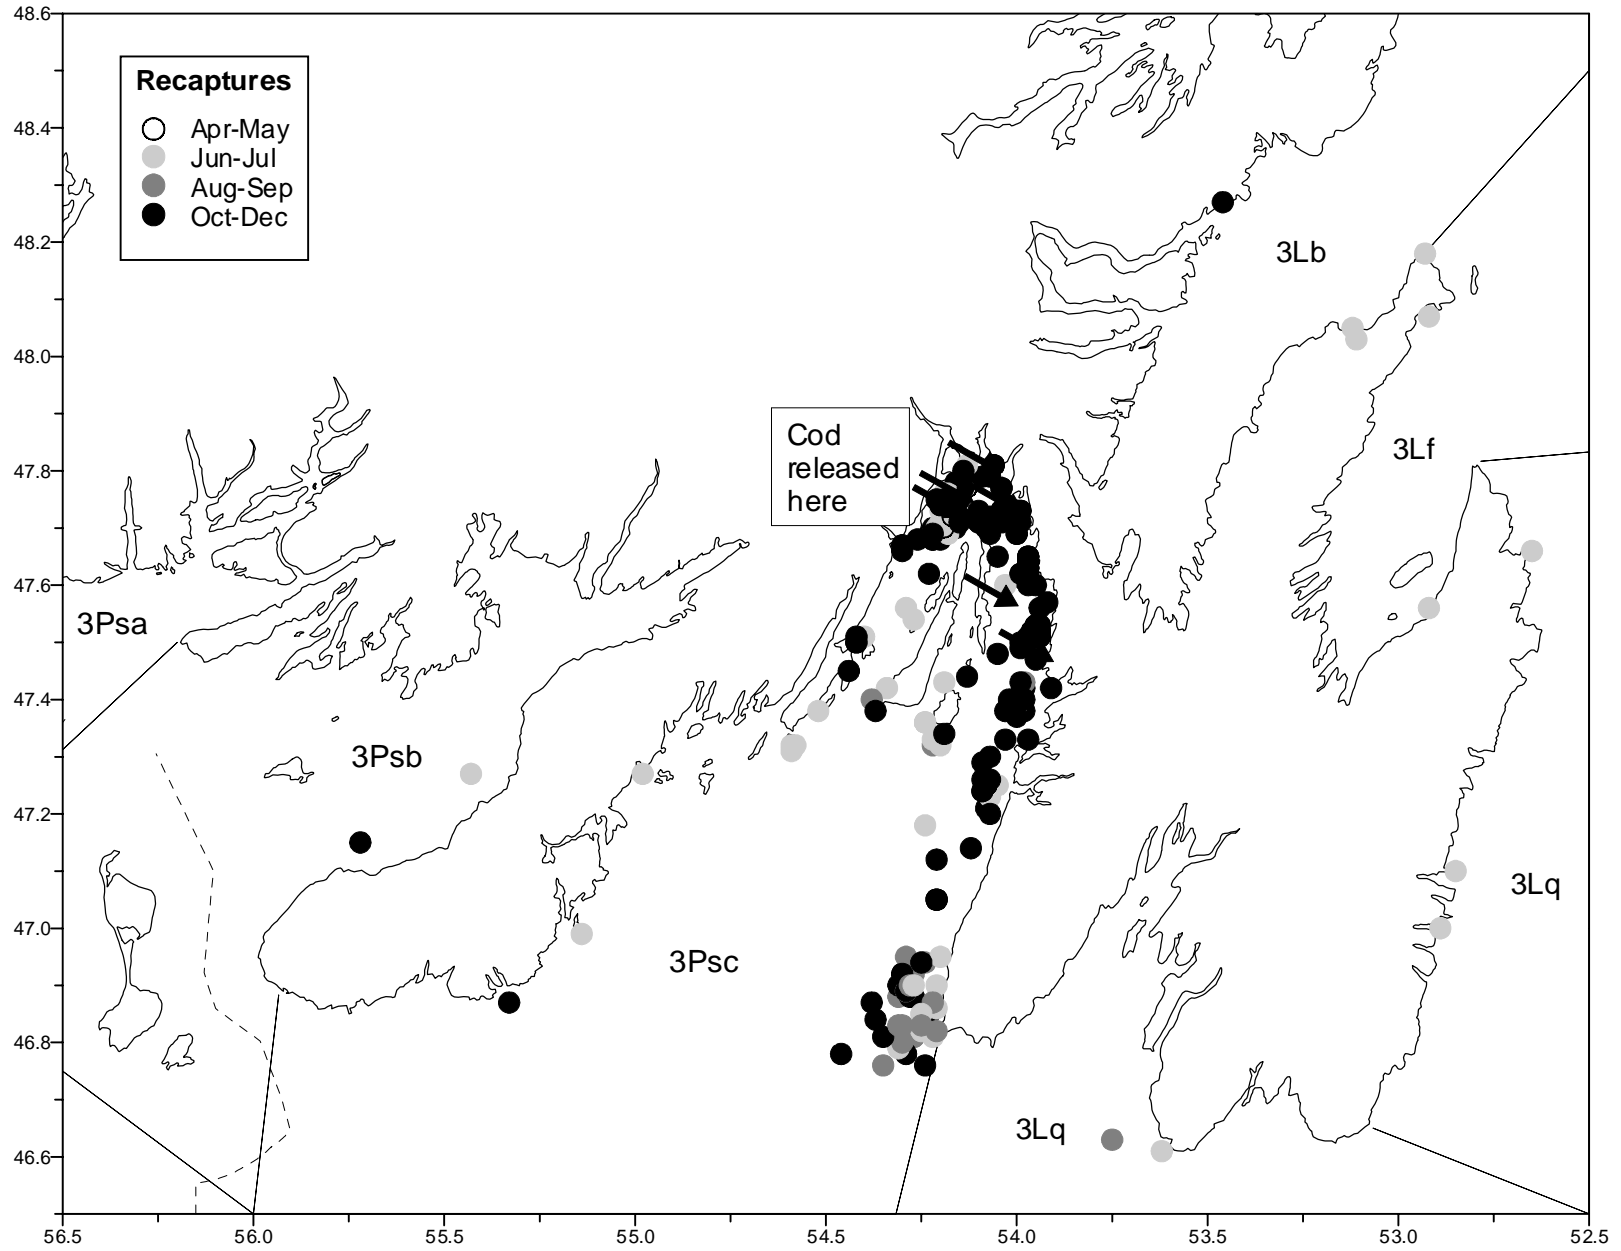 48.6
Recaptures
Apr-May
Jun-Jul
Aug-Sep
Oct-Dec
48.4
48.2
3Lb
48.0
Cod
released
here
3Lf
47.8
47.6
3Psa
47.4
3Psb
47.2
3Lq
47.0
3Psc
46.8
3Lq
46.6
56.5 56.0 55.5 55.0 54.5 54.0 53.5 53.0 52.5